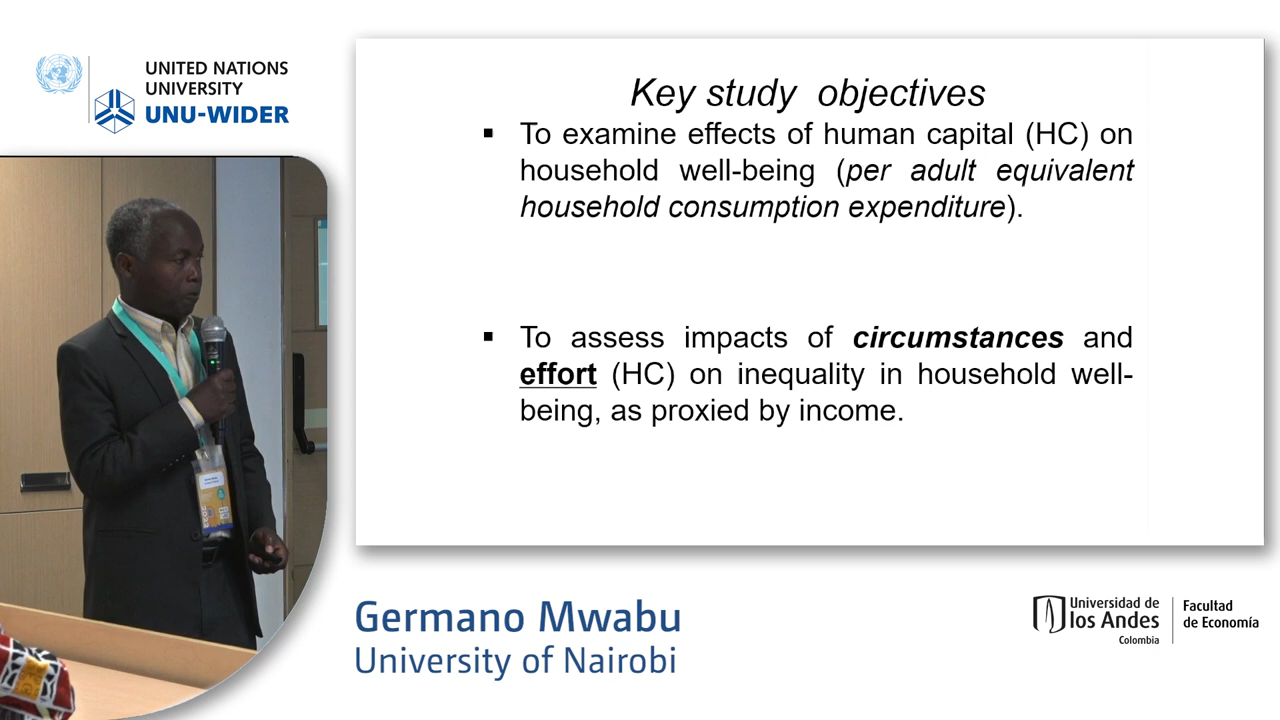 UNITED NATIONS
UNIVERSITY
UNU-WIDER
Key study objectives
▪ To examine effects of human capital (HC) on
household well-being (per adult equivalent
household consumption expenditure).
▪ To assess impacts of circumstances and
effort (HC) on inequality in household well-
being, as proxied by income.
Germano Mwabu
University of Nairobi
Universidad de
los Andes
Colombia
Facultad
de Economía